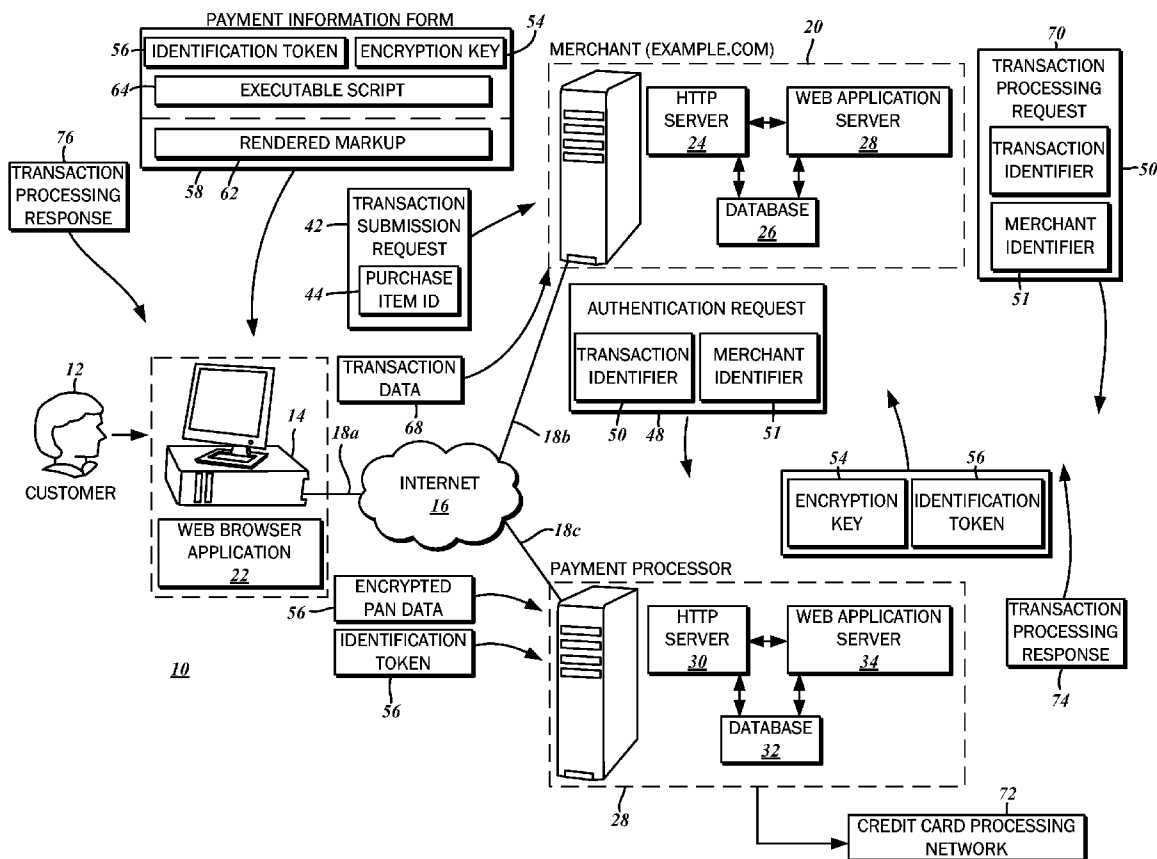 PAYMENT INFORMATION FORM
54
56
IDENTIFICATION TOKEN
ENCRYPTION KEY
64
EXECUTABLE SCRIPT
RENDERED MARKUP
58
62
76
TRANSACTION
PROCESSING
RESPONSE
42
TRANSACTION
SUBMISSION
REQUEST
44
PURCHASE
ITEM ID
MERCHANT (EXAMPLE.COM)
20
HTTP
SERVER
24
WEB APPLICATION
SERVER
28
DATABASE
26
70
TRANSACTION
PROCESSING
REQUEST
TRANSACTION
IDENTIFIER
50
MERCHANT
IDENTIFIER
51
AUTHENTICATION REQUEST
TRANSACTION
IDENTIFIER
MERCHANT
IDENTIFIER
50
48
51
TRANSACTION
DATA
68
12
CUSTOMER
14
WEB BROWSER
APPLICATION
22
18a
18b
INTERNET
16
18c
54
56
ENCRYPTION
KEY
IDENTIFICATION
TOKEN
ENCRYPTED
PAN DATA
56
IDENTIFICATION
TOKEN
56
10
PAYMENT PROCESSOR
HTTP
SERVER
30
WEB APPLICATION
SERVER
34
DATABASE
32
28
TRANSACTION
PROCESSING
RESPONSE
74
72
CREDIT CARD PROCESSING
NETWORK